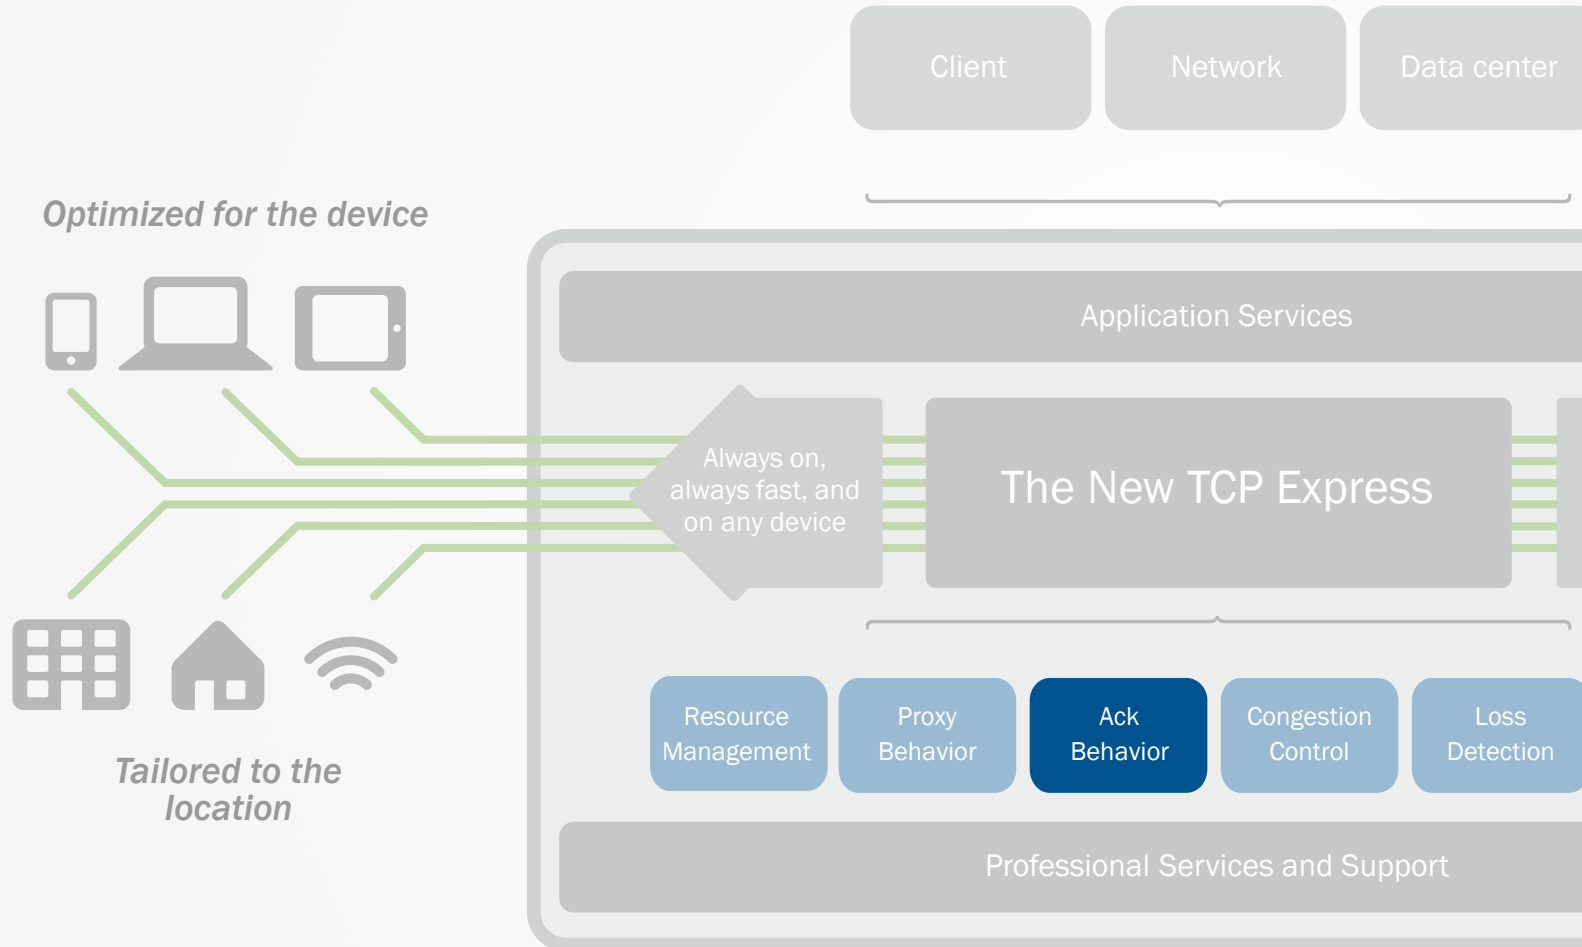 Client
Network
Data center
Optimized for the device
Application Services
Always on,
always fast, and
on any device
The New TCP Express
Resource
Management
Proxy
Behavior
Ack
Behavior
Congestion
Control
Loss
Detection
Tailored to the
location
Professional Services and Support